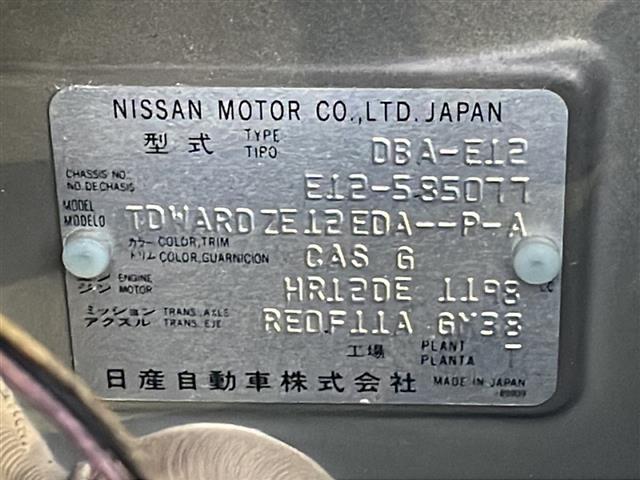 NISSAN MOTOR CO.,LTD. JAPAN
型式 TYPE TIPO DBA-E12
CHASSIS NO. NO.DE CHASIS E12-585077
MODEL MODELO TDWARDZE12EDA--P-A
カラー COLOR,TRIM トリム COLOR,GUARNICION CAS G
ジン ENGINE MOTOR HR12DE 1198 CC
ミッション TRANS. AXLE アクスル TRANS. EJE RE0F11A GN38
工場 PLANT PLANTA
日産自動車株式会社 MADE IN JAPAN